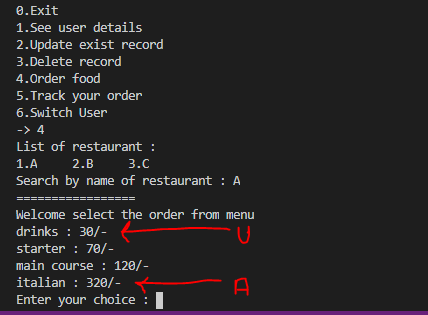 0.Exit
1.See user details
2.Update exist record
3.Delete record
4.Order food
5.Track your order
6.Switch User
-> 4
List of restaurant :
1.A     2.B     3.C
Search by name of restaurant : A
=================
Welcome select the order from menu
drinks : 30/- U
starter : 70/-
main course : 120/-
italian : 320/- A
Enter your choice :